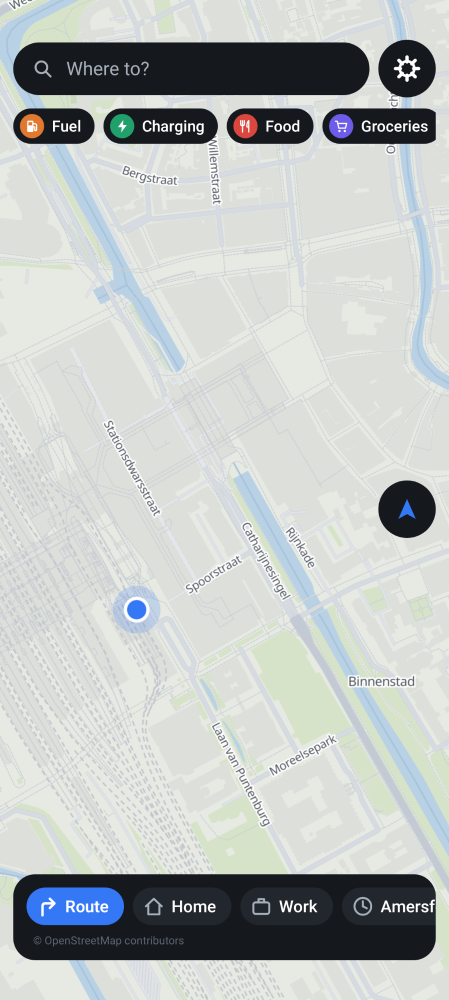 Where to?
Fuel
Charging
Food
Groceries
Willemstraat
Bergstraat
Stationsdwarsstraat
Catharijnesingel
Rijnkade
Spoorstraat
Binnenstad
Laan van Puntenburg
Moreelsepark
Route
Home
Work
Amersf
© OpenStreetMap contributors